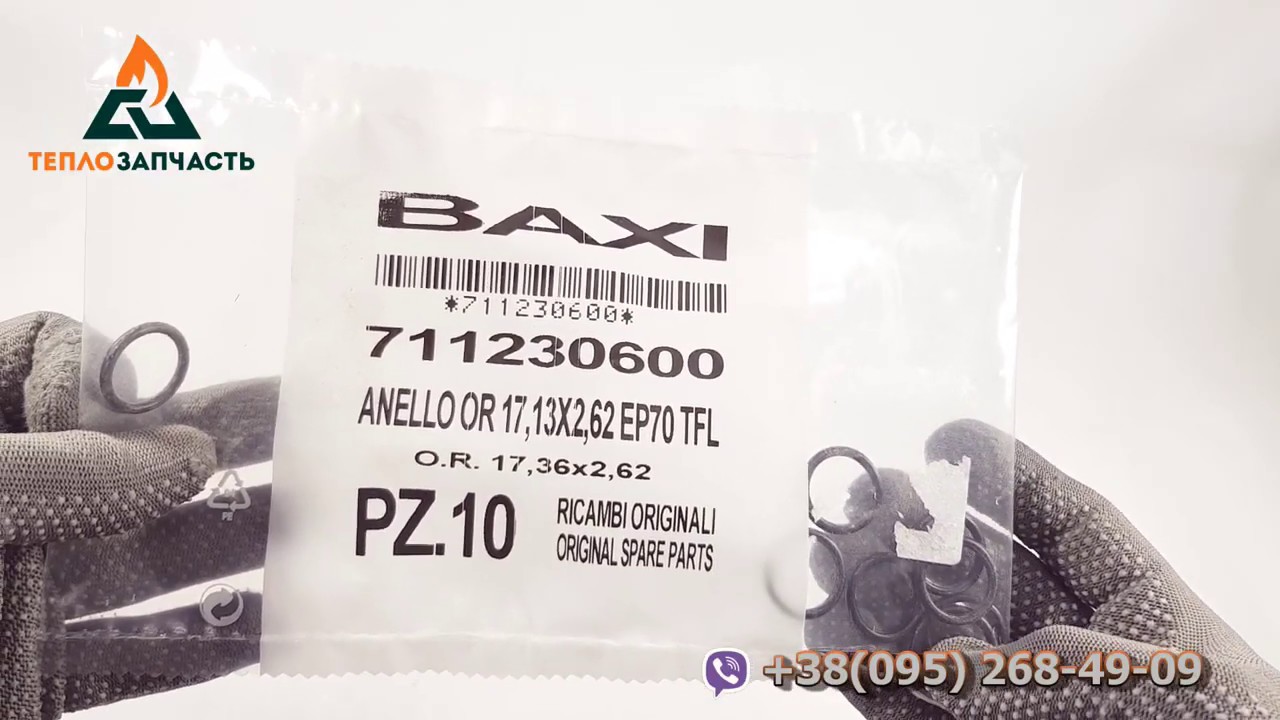 ТЕПЛОЗАПЧАСТЬ
BAXI
*711230600*
711230600
ANELLO OR 17,13X2,62 EP70 TFL
O.R. 17,36x2,62
PZ.10
RICAMBI ORIGINALI
ORIGINAL SPARE PARTS
PE
+38(095) 268-49-09